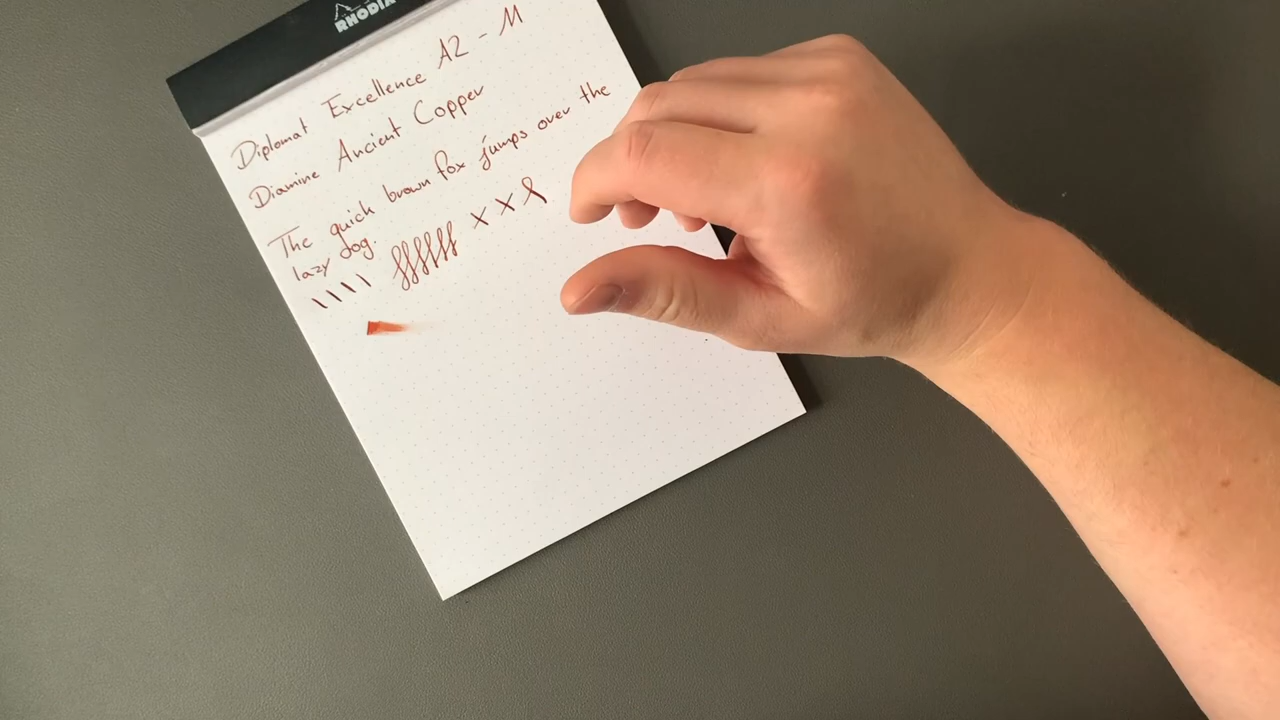 RHODIA
Diplomat Excellence A2 - M
Diamine Ancient Copper
The quick brown fox jumps over the
lazy dog